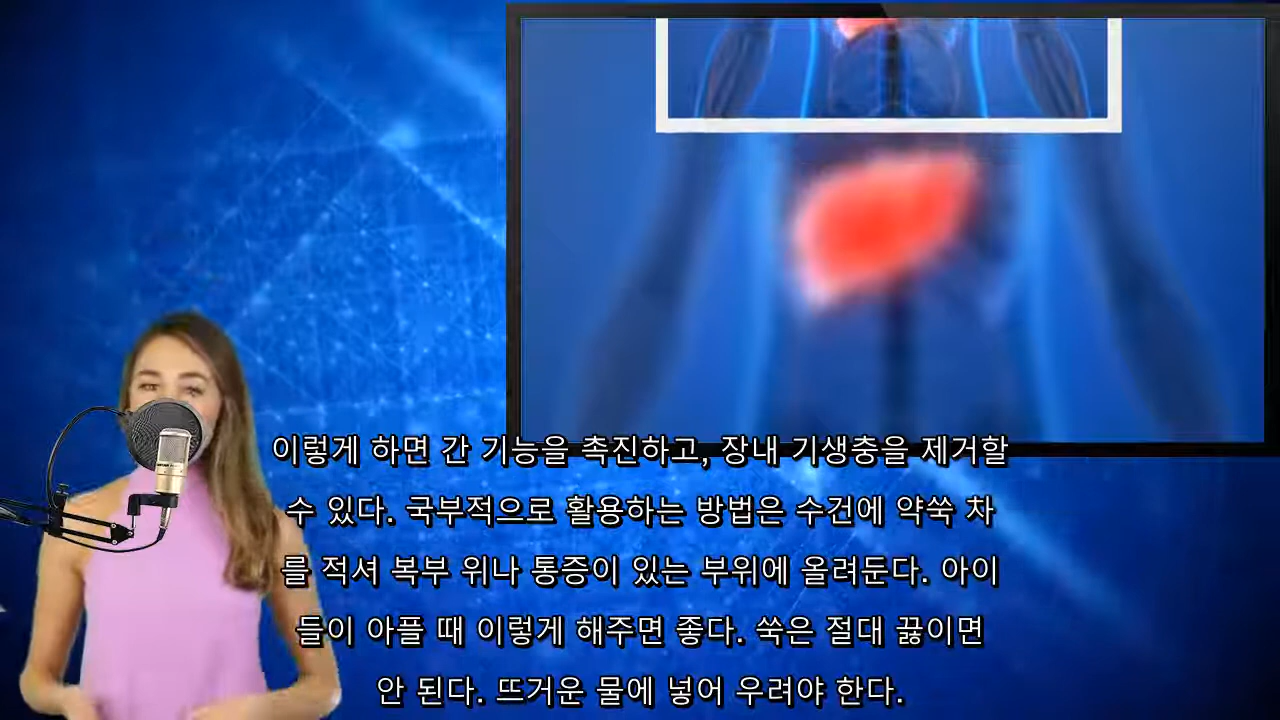 이렇게 하면 간 기능을 촉진하고, 장내 기생충을 제거할
수 있다. 국부적으로 활용하는 방법은 수건에 약쑥 차
를 적셔 복부 위나 통증이 있는 부위에 올려둔다. 아이
들이 아플 때 이렇게 해주면 좋다. 쑥은 절대 끓이면
안 된다. 뜨거운 물에 넣어 우려야 한다.